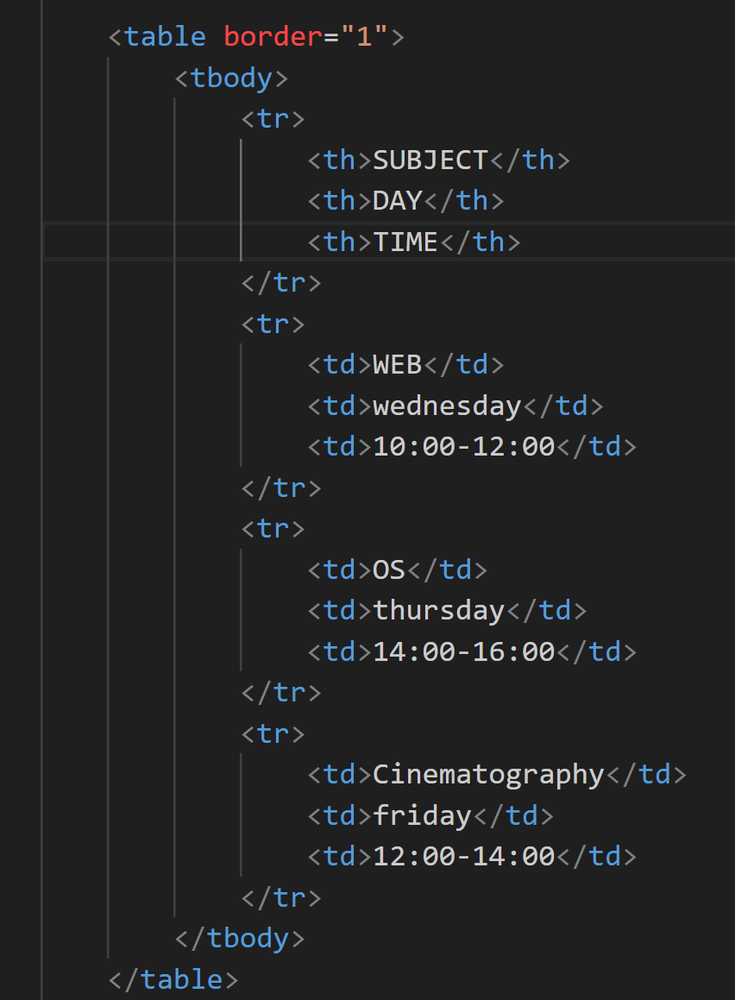 <table border="1">
<tbody>
<tr>
<th>SUBJECT</th>
<th>DAY</th>
<th>TIME</th>
</tr>
<tr>
<td>WEB</td>
<td>wednesday</td>
<td>10:00-12:00</td>
</tr>
<tr>
<td>OS</td>
<td>thursday</td>
<td>14:00-16:00</td>
</tr>
<tr>
<td>Cinematography</td>
<td>friday</td>
<td>12:00-14:00</td>
</tr>
</tbody>
</table>